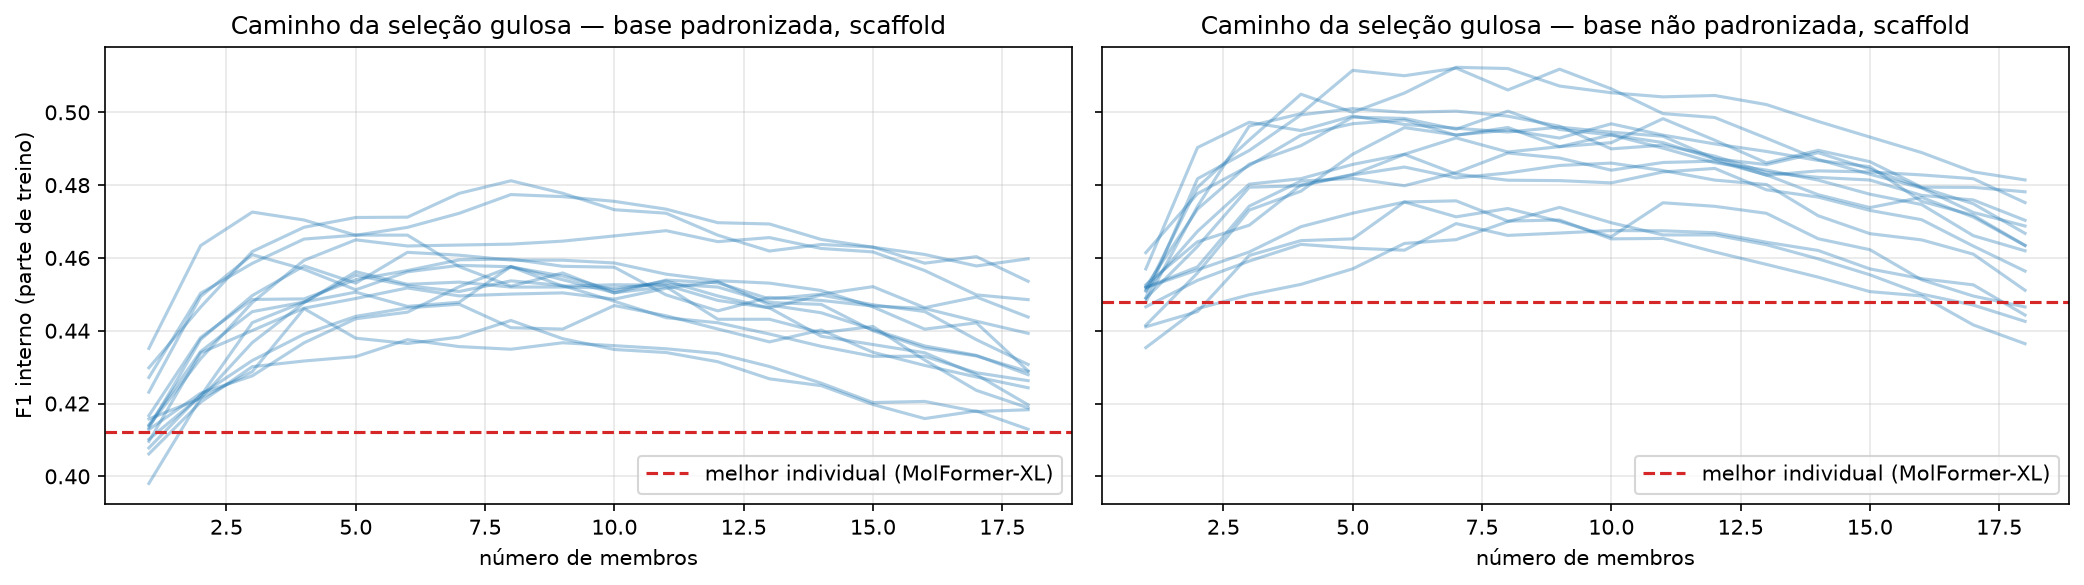 Caminho da seleção gulosa — base padronizada, scaffold
F1 interno (parte de treino)
0.50
0.48
0.46
0.44
0.42
0.40
melhor individual (MolFormer-XL)
2.5 5.0 7.5 10.0 12.5 15.0 17.5
número de membros
Caminho da seleção gulosa — base não padronizada, scaffold
melhor individual (MolFormer-XL)
2.5 5.0 7.5 10.0 12.5 15.0 17.5
número de membros